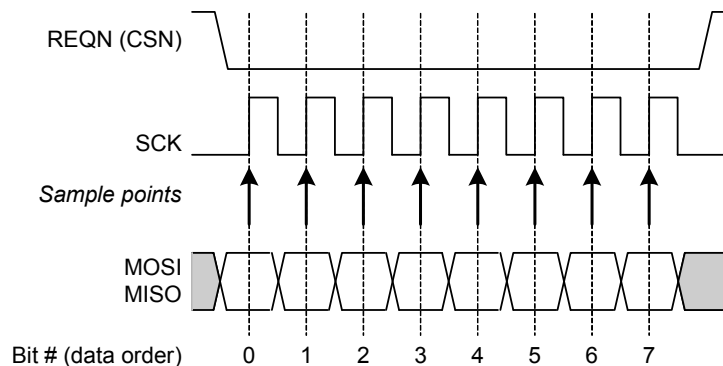 REQN (CSN)
SCK
Sample points
MOSI
MISO
Bit # (data order) 0 1 2 3 4 5 6 7